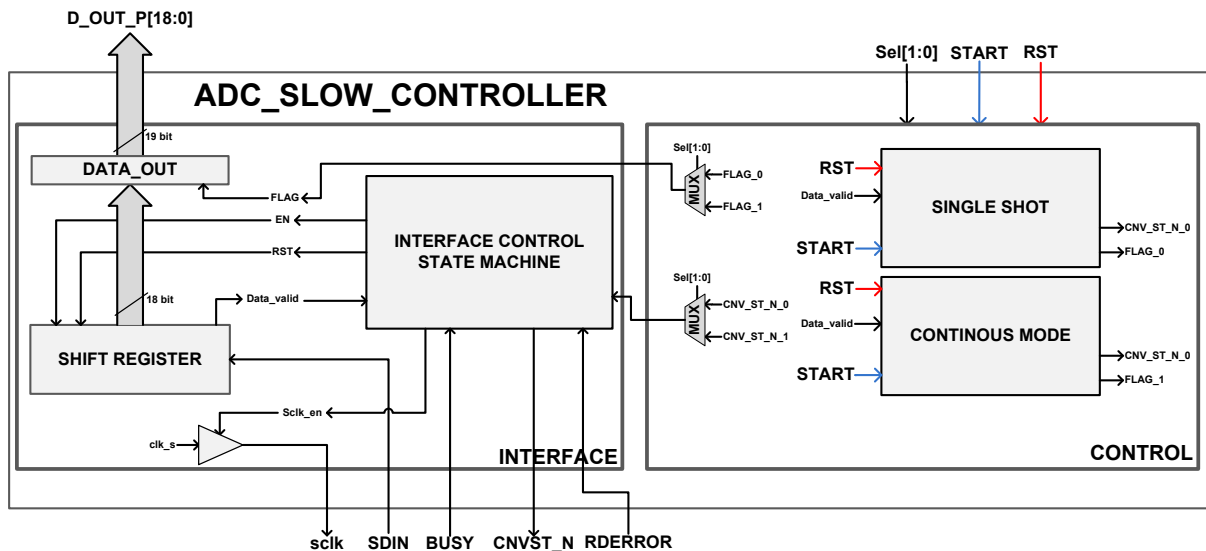 D_OUT_P[18:0]
Sel[1:0]
START
RST
ADC_SLOW_CONTROLLER
19 bit
DATA_OUT
FLAG
EN
RST
18 bit
Data_valid
SHIFT REGISTER
INTERFACE CONTROL
STATE MACHINE
Sclk_en
clk_s
INTERFACE
Sel[1:0]
MUX
FLAG_0
FLAG_1
Sel[1:0]
MUX
CNV_ST_N_0
CNV_ST_N_1
RST
Data_valid
START
SINGLE SHOT
CNV_ST_N_0
FLAG_0
RST
Data_valid
START
CONTINOUS MODE
CNV_ST_N_0
FLAG_1
CONTROL
sclk
SDIN
BUSY
CNVST_N
RDERROR